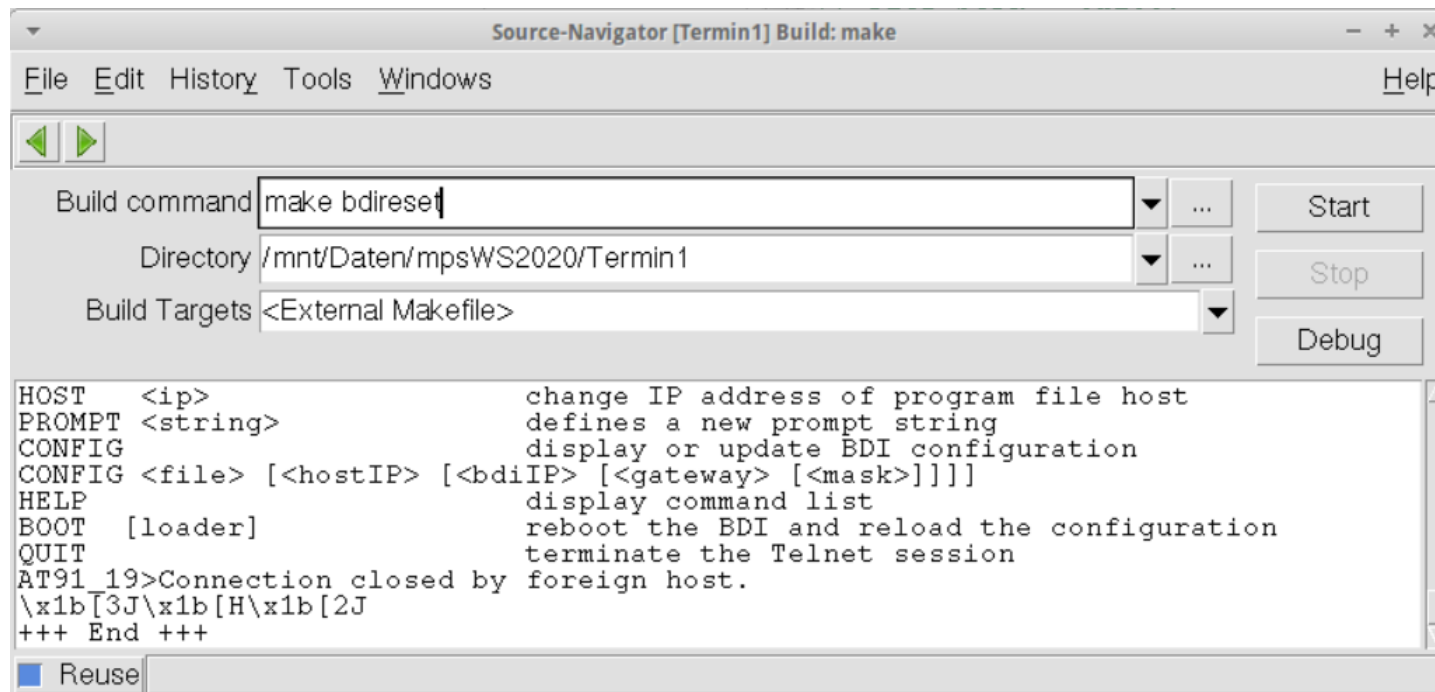 Source-Navigator [Termin1] Build: make
File Edit History Tools Windows Help
Build command make bdireset ... Start
Directory /mnt/Daten/mpsWS2020/Termin1 ... Stop
Build Targets <External Makefile>
Debug
HOST <ip> change IP address of program file host
PROMPT <string> defines a new prompt string
CONFIG display or update BDI configuration
CONFIG <file> [<hostIP> [<bdiIP> [<gateway> [<mask>]]]]
HELP display command list
BOOT [loader] reboot the BDI and reload the configuration
QUIT terminate the Telnet session
AT91_19>Connection closed by foreign host.
\x1b[3J\x1b[H\x1b[2J
+++ End +++
Reuse